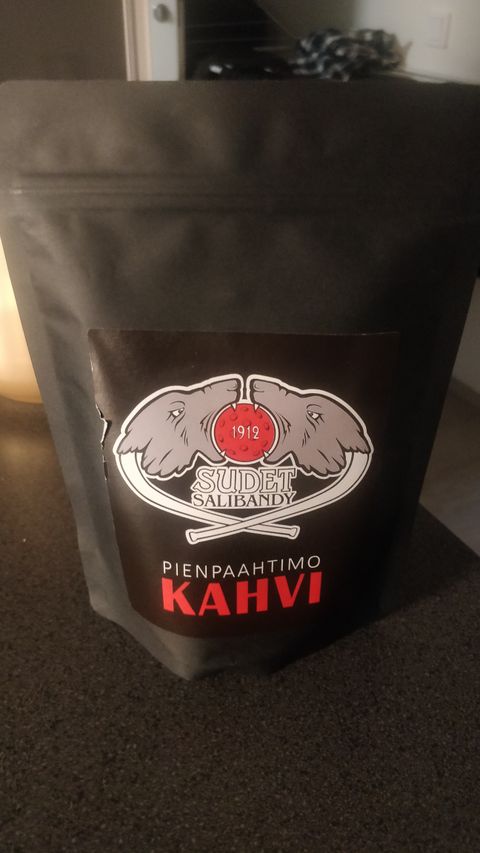 1912
SUDET
SALIBANDY
PIENPAAHTIMO
KAHVI